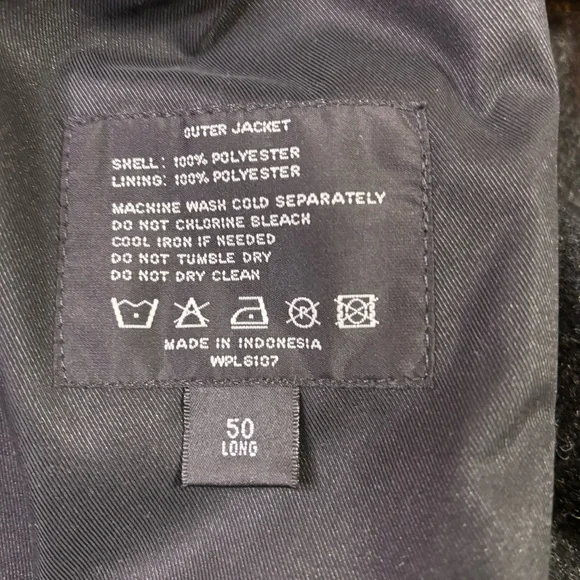 OUTER JACKET
SHELL: 100% POLYESTER
LINING: 100% POLYESTER
MACHINE WASH COLD SEPARATELY
DO NOT CHLORINE BLEACH
COOL IRON IF NEEDED
DO NOT TUMBLE DRY
DO NOT DRY CLEAN
R
MADE IN INDONESIA
WPL6107
50
LONG